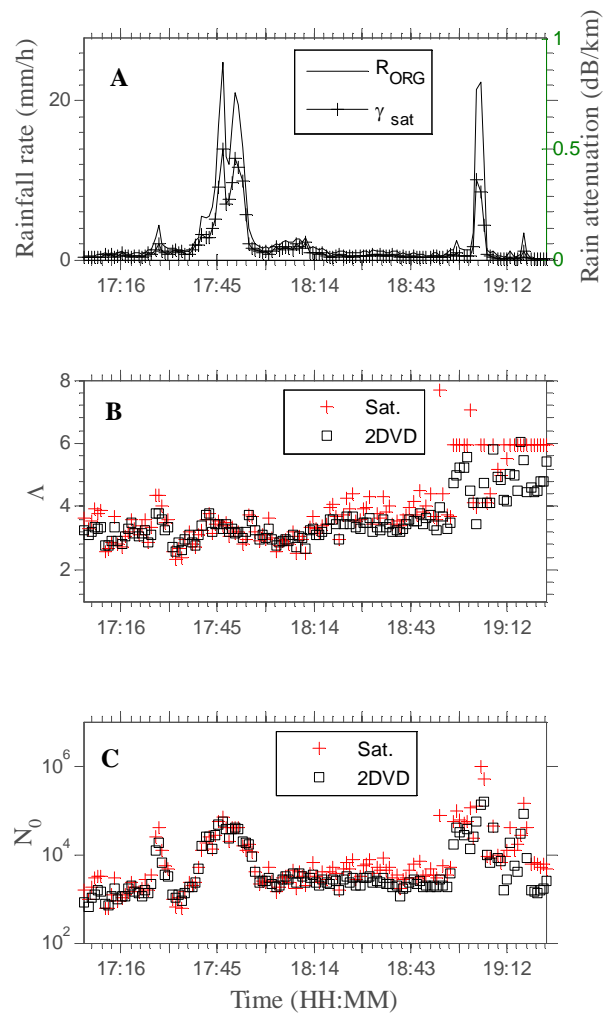 A
R_ORG
γ_sat
Rainfall rate (mm/h)
20
0
1
0.5
0
Rain attenuation (dB/km)
17:16 17:45 18:14 18:43 19:12
B
Sat.
2DVD
Λ
8
6
4
2
17:16 17:45 18:14 18:43 19:12
C
Sat.
2DVD
N_0
10^6
10^4
10^2
17:16 17:45 18:14 18:43 19:12
Time (HH:MM)